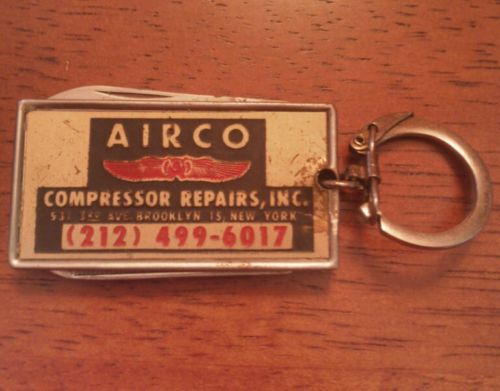 AIRCO
COMPRESSOR REPAIRS, INC.
531 3RD AVE. BROOKLYN 15, NEW YORK
(212) 499-6017